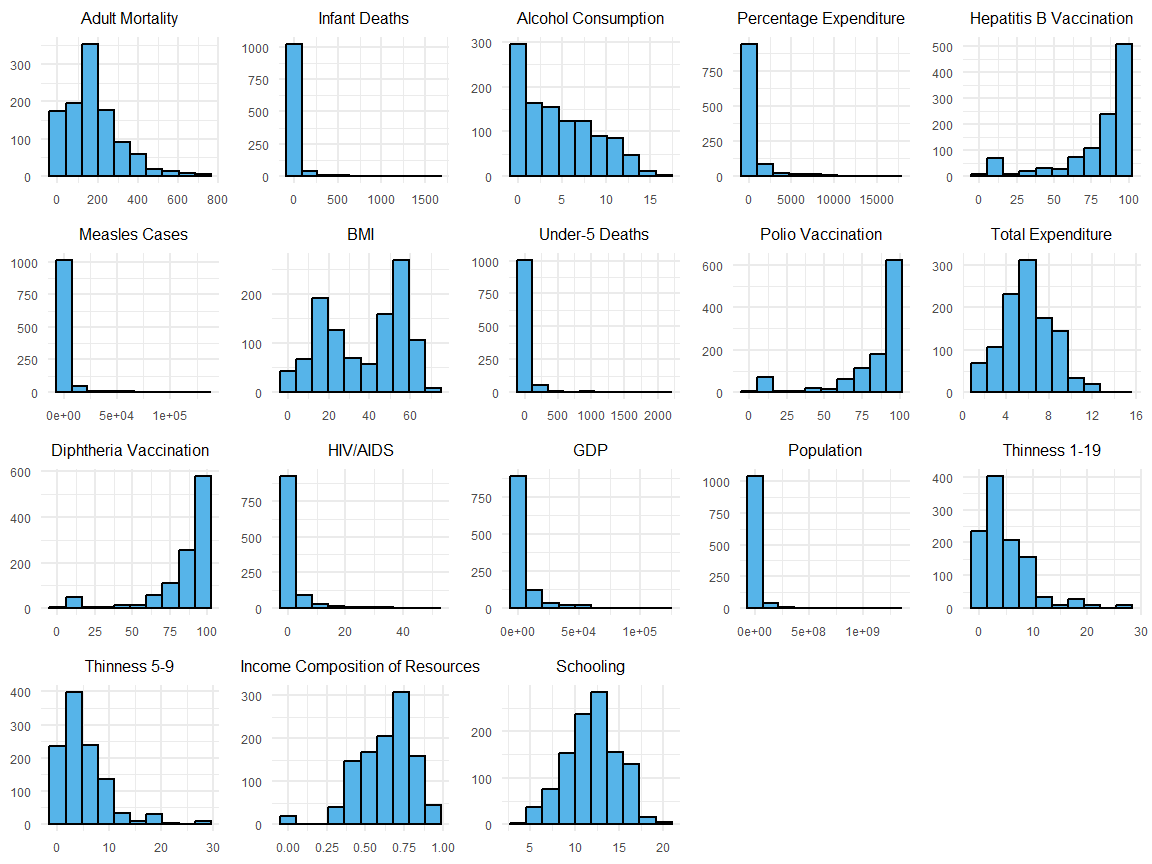 Adult Mortality
300
200
100
0
0 200 400 600 800
Infant Deaths
1000
750
500
250
0
0 500 1000 1500
Alcohol Consumption
300
200
100
0
0 5 10 15
Percentage Expenditure
750
500
250
0
0 5000 10000 15000
Hepatitis B Vaccination
500
400
300
200
100
0
0 25 50 75 100
Measles Cases
1000
750
500
250
0
0e+00 5e+04 1e+05
BMI
200
100
0
0 20 40 60
Under-5 Deaths
1000
750
500
250
0
0 500 1000 1500 2000
Polio Vaccination
600
400
200
0
0 25 50 75 100
Total Expenditure
300
200
100
0
0 4 8 12 16
Diphtheria Vaccination
600
400
200
0
0 25 50 75 100
HIV/AIDS
750
500
250
0
0 20 40
GDP
750
500
250
0
0e+00 5e+04 1e+05
Population
1000
750
500
250
0
0e+00 5e+08 1e+09
Thinness 1-19
400
300
200
100
0
0 10 20 30
Thinness 5-9
400
300
200
100
0
0 10 20 30
Income Composition of Resources
300
200
100
0
0.00 0.25 0.50 0.75 1.00
Schooling
200
100
0
5 10 15 20